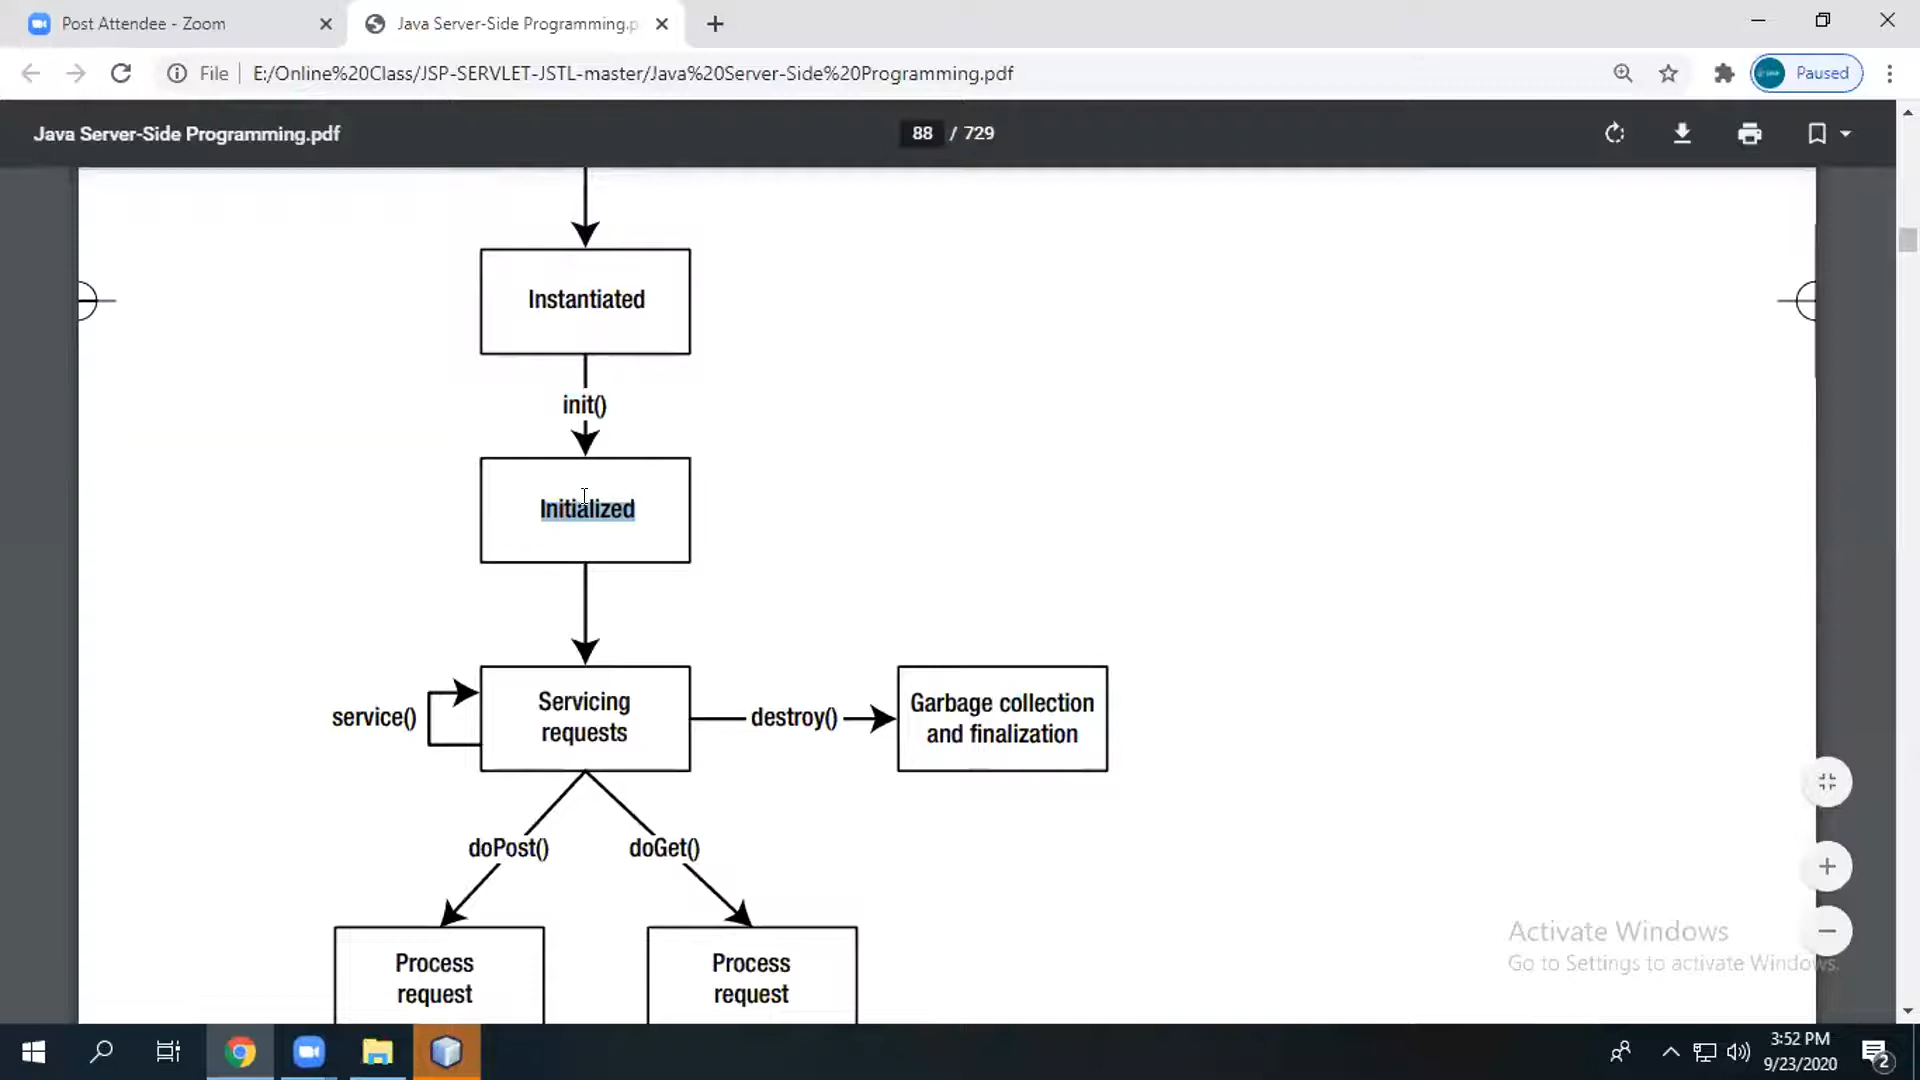 Post Attendee - Zoom
Java Server-Side Programming.p
File
E:/Online%20Class/JSP-SERVLET-JSTL-master/Java%20Server-Side%20Programming.pdf
Paused
Java Server-Side Programming.pdf
88 / 729
Instantiated
init()
Initialized
service()
Servicing
requests
destroy()
Garbage collection
and finalization
doPost()
doGet()
Process
request
Process
request
Activate Windows
Go to Settings to activate Windows.
3:52 PM
9/23/2020
2